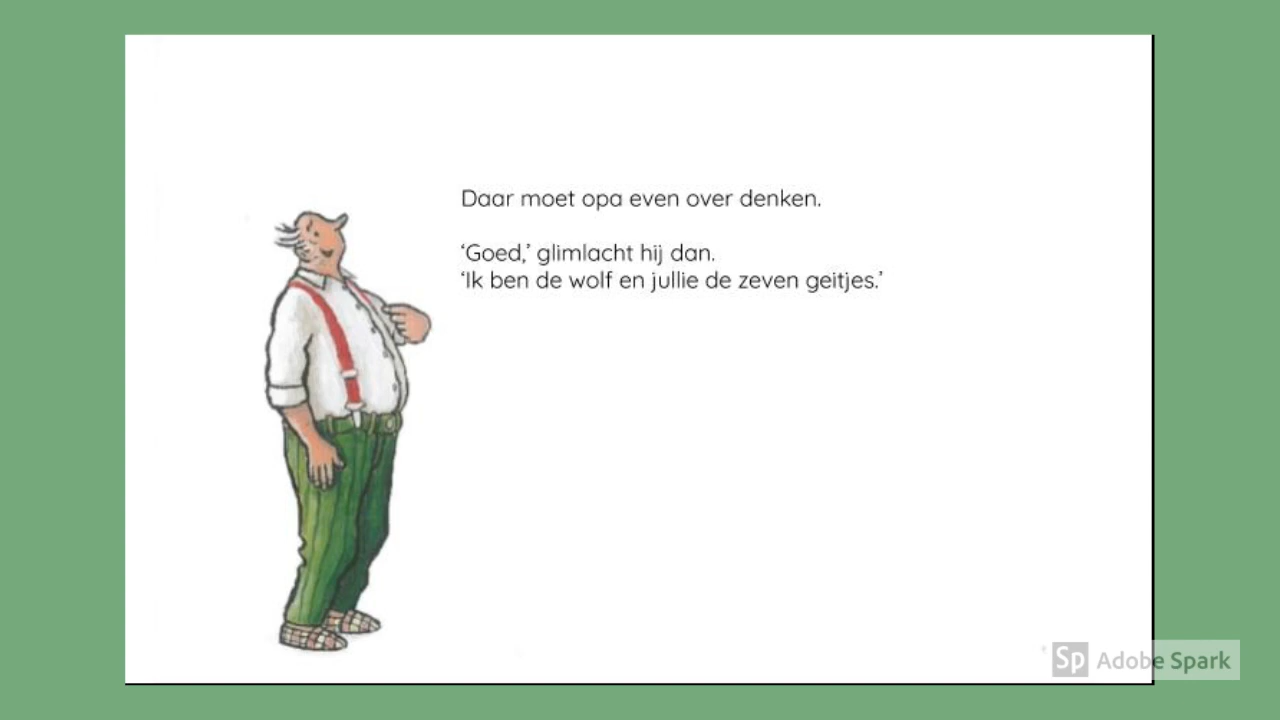 Daar moet opa even over denken.
‘Goed,’ glimlacht hij dan.
‘Ik ben de wolf en jullie de zeven geitjes.’
Sp Adobe Spark